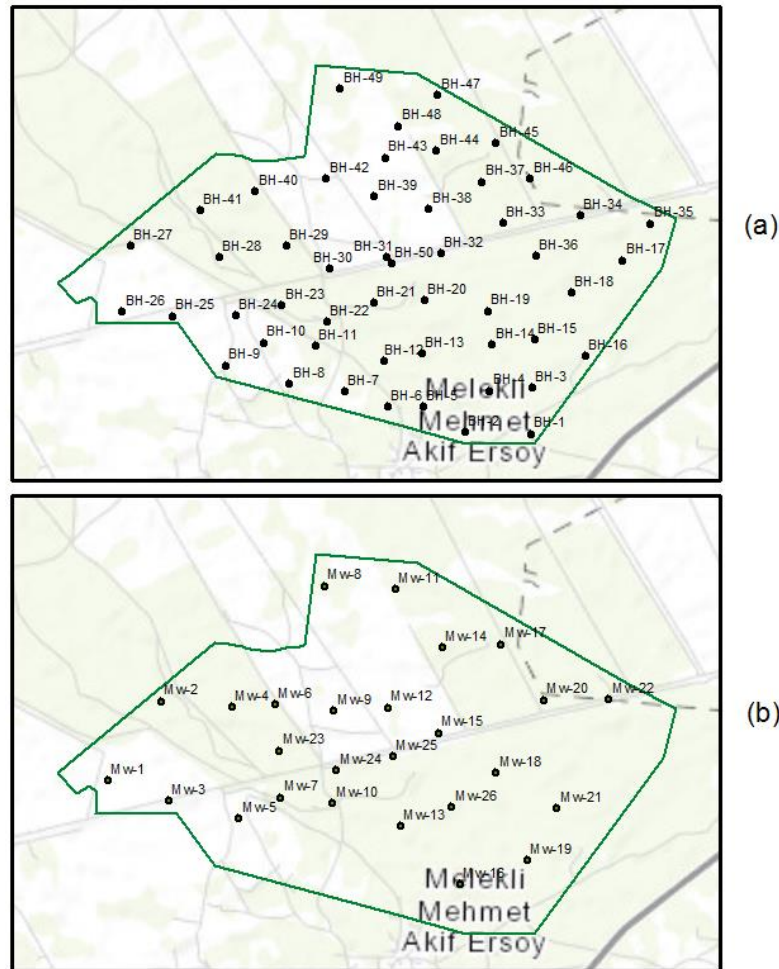 BH-49
BH-47
BH-48
BH-45
BH-44
BH-43
BH-42
BH-37
BH-46
BH-40
BH-39
BH-41
BH-38
BH-34
BH-33
BH-35
BH-27
BH-29
BH-28
BH-31
BH-32
BH-50
BH-36
BH-17
BH-30
BH-18
BH-26
BH-25
BH-24
BH-23
BH-21
BH-20
BH-19
BH-22
BH-10
BH-11
BH-14
BH-15
BH-12
BH-13
BH-16
BH-9
BH-8
BH-7
BH-4
BH-3
BH-6
BH-5
BH-2
BH-1
Melekli
Mehmet
Akif Ersoy
(a)
Mw-8
Mw-11
Mw-14
Mw-17
Mw-2
Mw-4
Mw-6
Mw-9
Mw-12
Mw-20
Mw-22
Mw-15
Mw-23
Mw-24
Mw-25
Mw-1
Mw-18
Mw-3
Mw-7
Mw-10
Mw-5
Mw-13
Mw-26
Mw-21
Mw-19
Mw-16
Melekli
Mehmet
Akif Ersoy
(b)